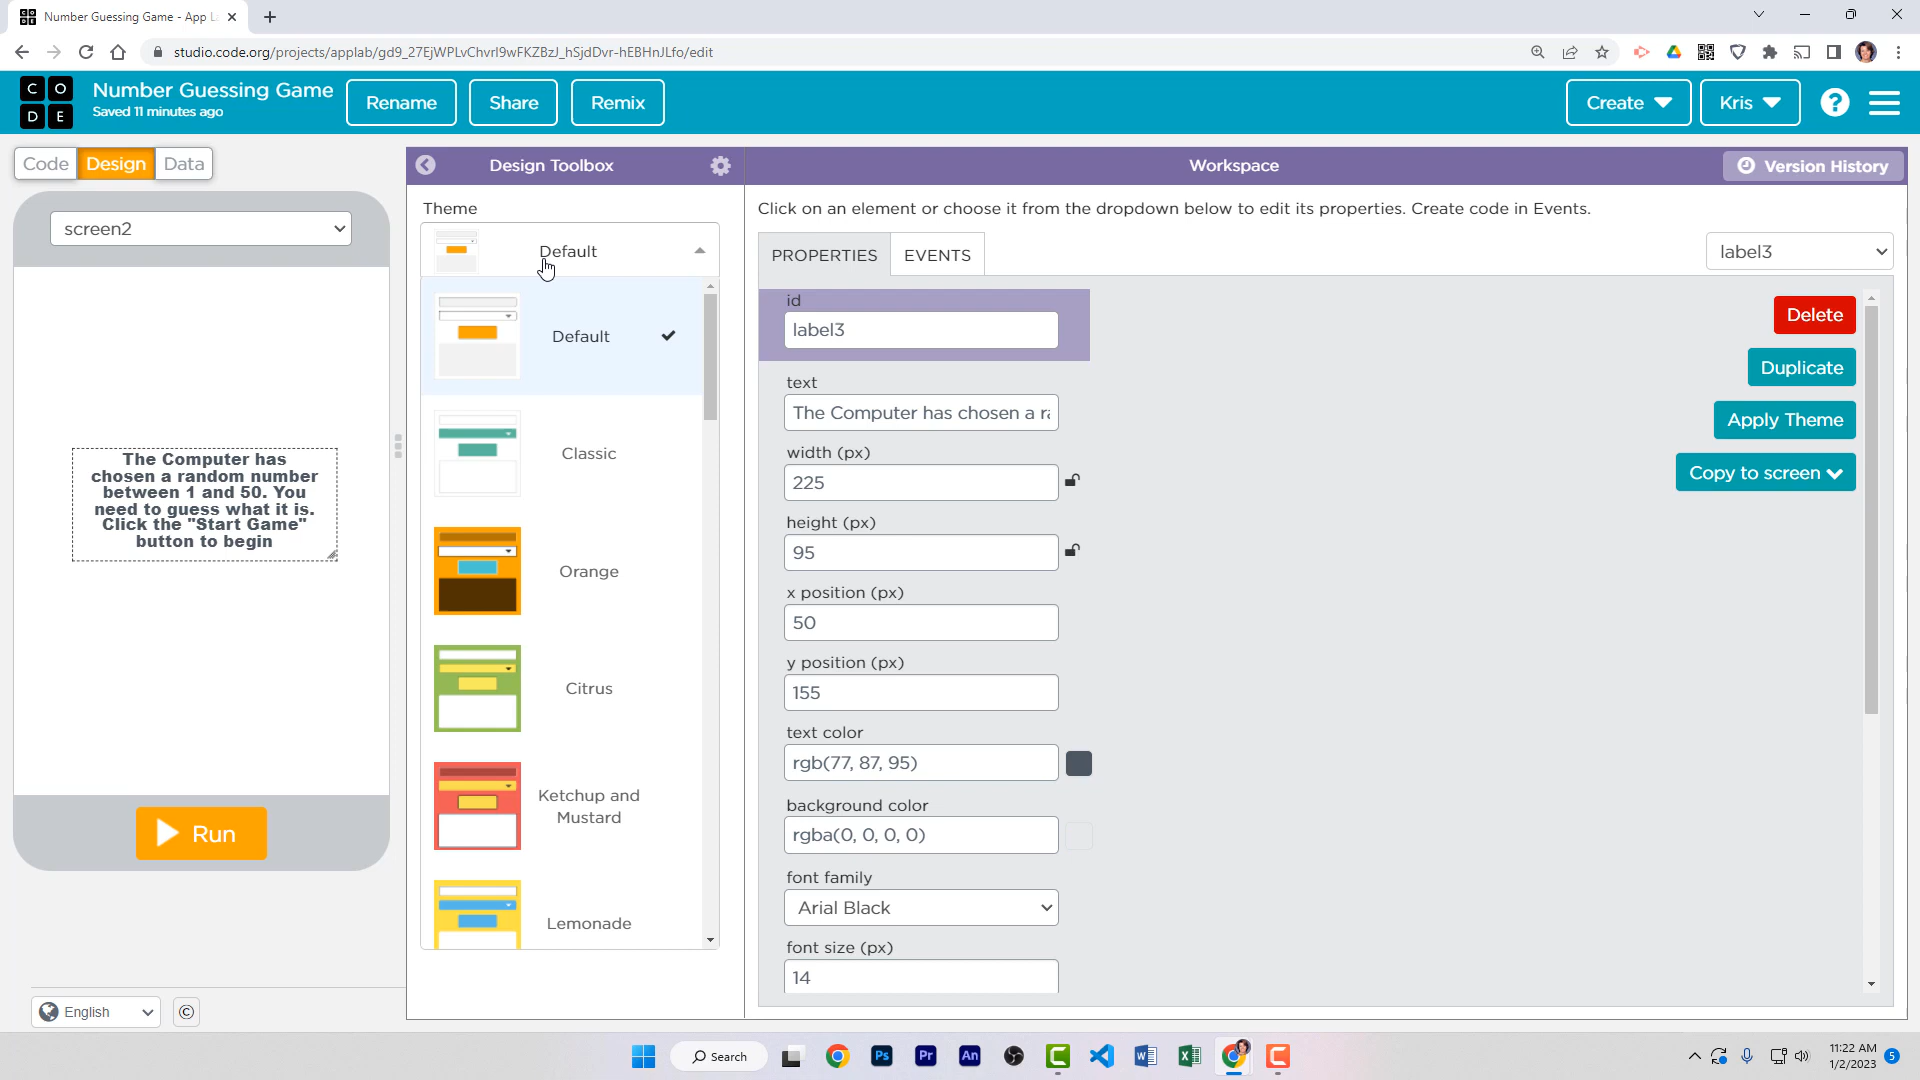 Number Guessing Game - App L
studio.code.org/projects/applab/gd9_27EjWPLvChvrI9wFKZBzJ_hSjdDvr-hEBHnJLfo/edit
C O
D E
Number Guessing Game
Saved 11 minutes ago
Rename
Share
Remix
Create
Kris
?
Code
Design
Data
Design Toolbox
Workspace
Version History
screen2
The Computer has
chosen a random number
between 1 and 50. You
need to guess what it is.
Click the "Start Game"
button to begin
Run
English
©
Theme
Default
Default
Classic
Orange
Citrus
Ketchup and
Mustard
Lemonade
Click on an element or choose it from the dropdown below to edit its properties. Create code in Events.
PROPERTIES
EVENTS
label3
id
label3
text
The Computer has chosen a ra
width (px)
225
height (px)
95
x position (px)
50
y position (px)
155
text color
rgb(77, 87, 95)
background color
rgba(0, 0, 0, 0)
font family
Arial Black
font size (px)
14
Delete
Duplicate
Apply Theme
Copy to screen
Search
Ps
Pr
An
11:22 AM
1/2/2023
5